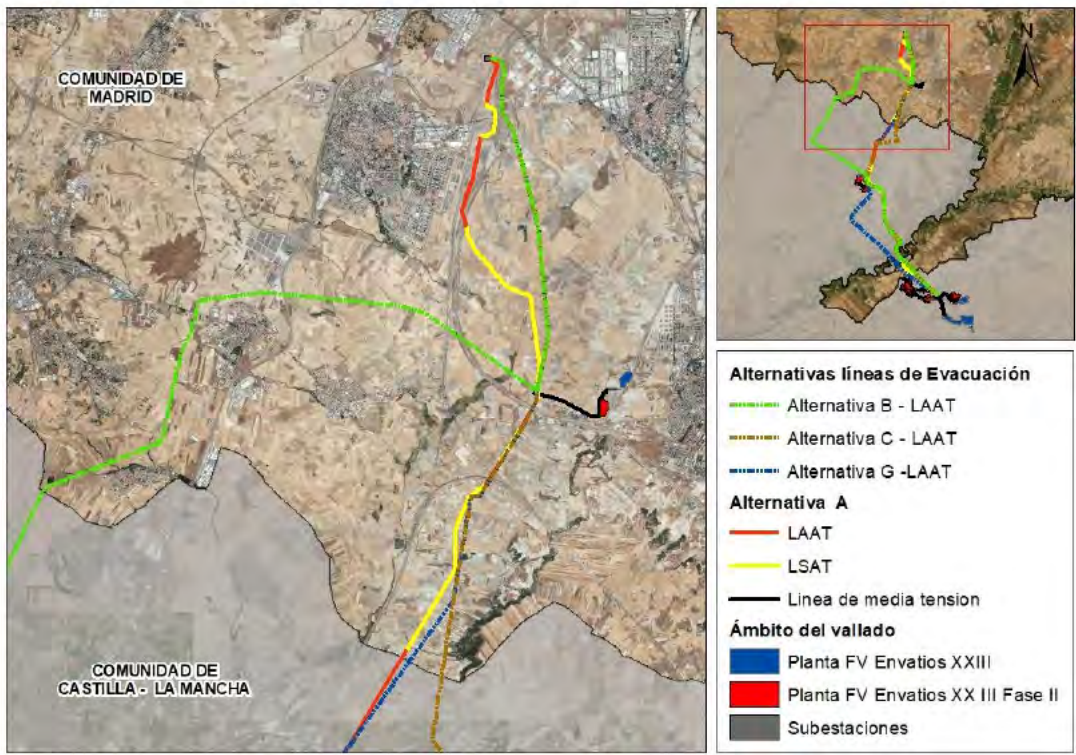 COMUNIDAD DE
MADRID
COMUNIDAD DE
CASTILLA - LA MANCHA
N
Alternativas líneas de Evacuación
Alternativa B - LAAT
Alternativa C - LAAT
Alternativa G -LAAT
Alternativa A
LAAT
LSAT
Linea de media tension
Ámbito del vallado
Planta FV Envatios XXIII
Planta FV Envatios XX III Fase II
Subestaciones